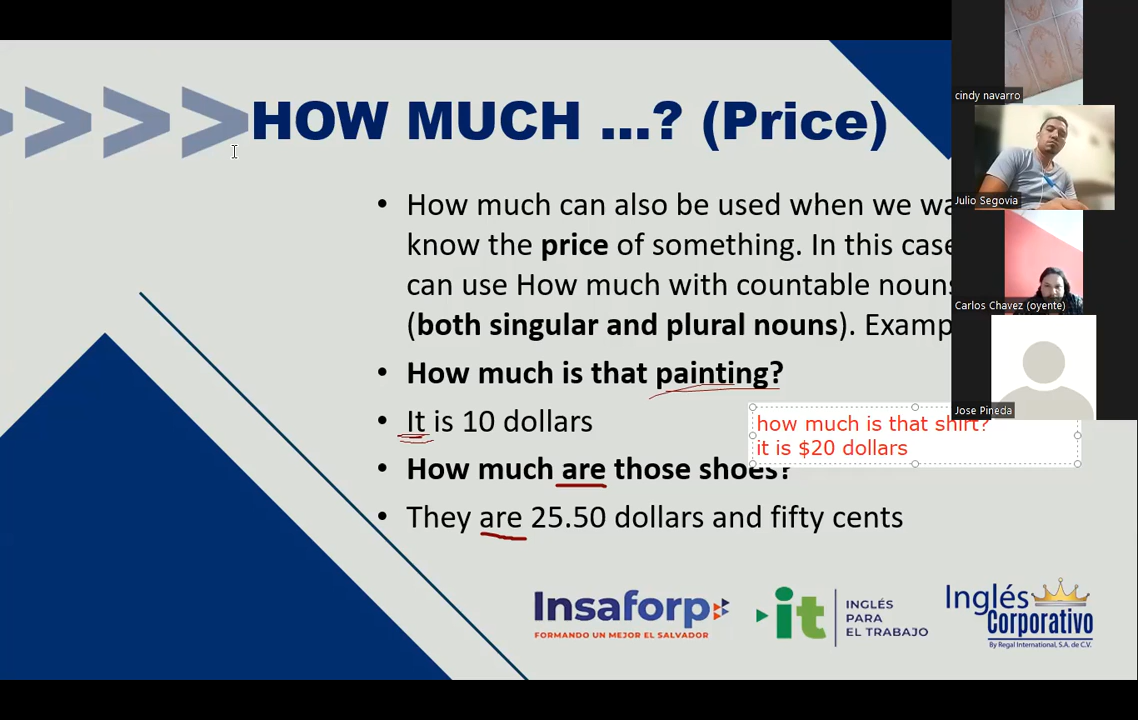 HOW MUCH ...? (Price)
• How much can also be used when we wa
know the price of something. In this case
can use How much with countable nouns
(both singular and plural nouns). Examp
• How much is that painting?
• It is 10 dollars
• How much are those shoes?
• They are 25.50 dollars and fifty cents
how much is that shirt?
it is $20 dollars
cindy navarro
Julio Segovia
Carlos Chavez (oyente)
Jose Pineda
Insaforp
FORMANDO UN MEJOR EL SALVADOR
it
INGLÉS
PARA
EL TRABAJO
Inglés
Corporativo
By Regal International, S.A. de C.V.